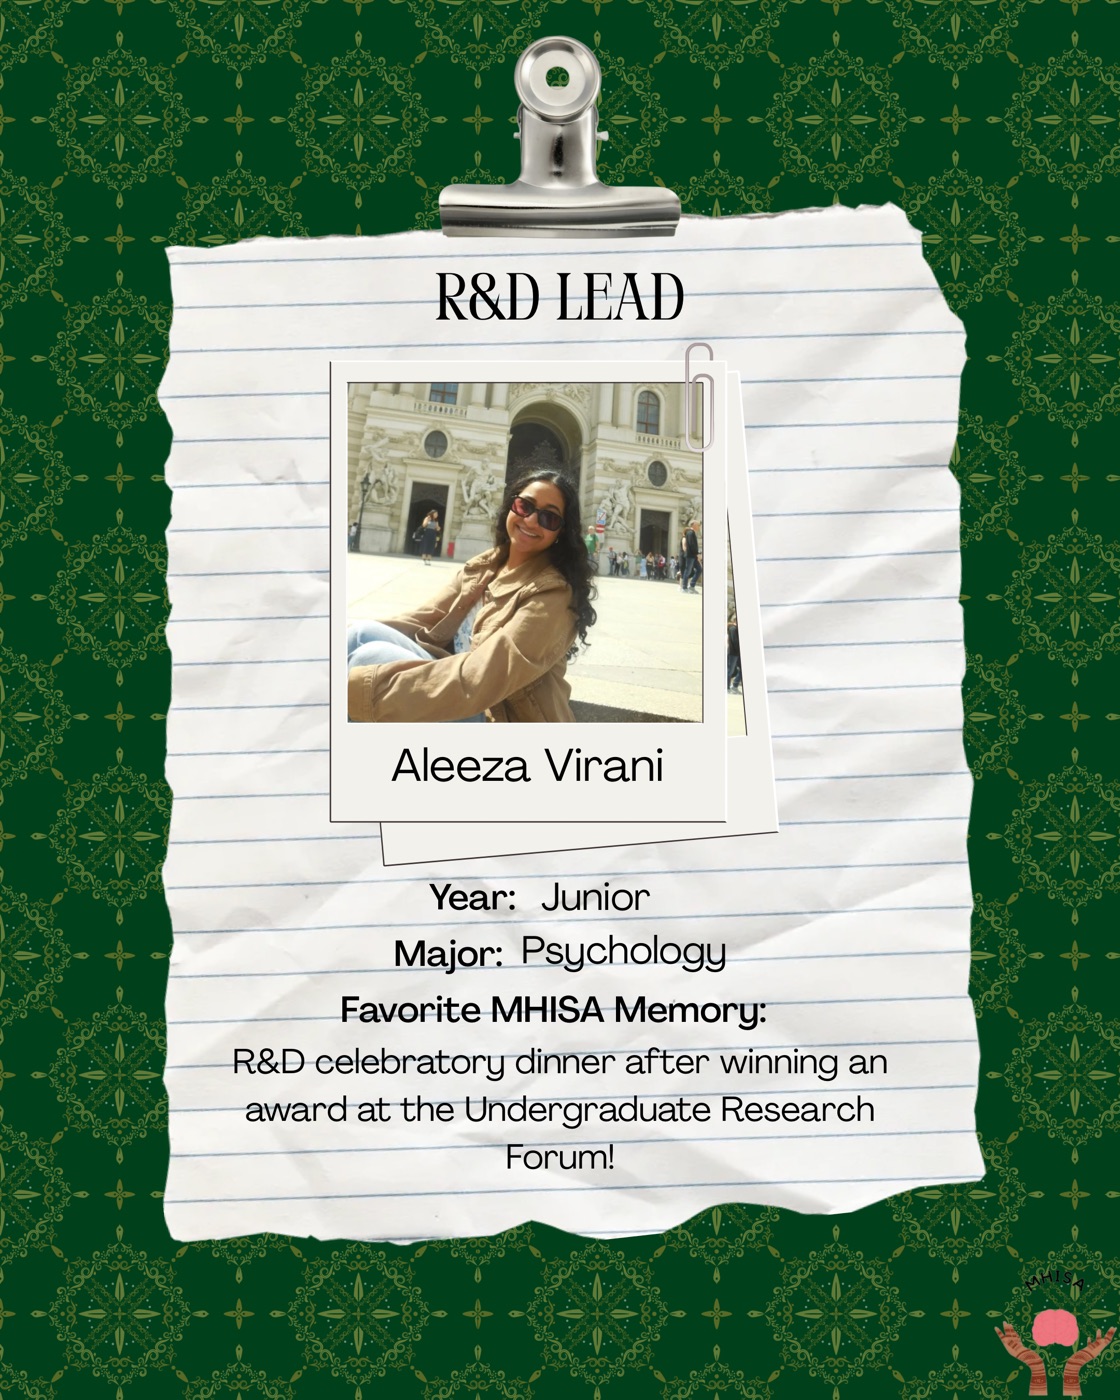 R&D LEAD
Aleeza Virani
Year: Junior
Major: Psychology
Favorite MHISA Memory:
R&D celebratory dinner after winning an
award at the Undergraduate Research
Forum!
MHISA